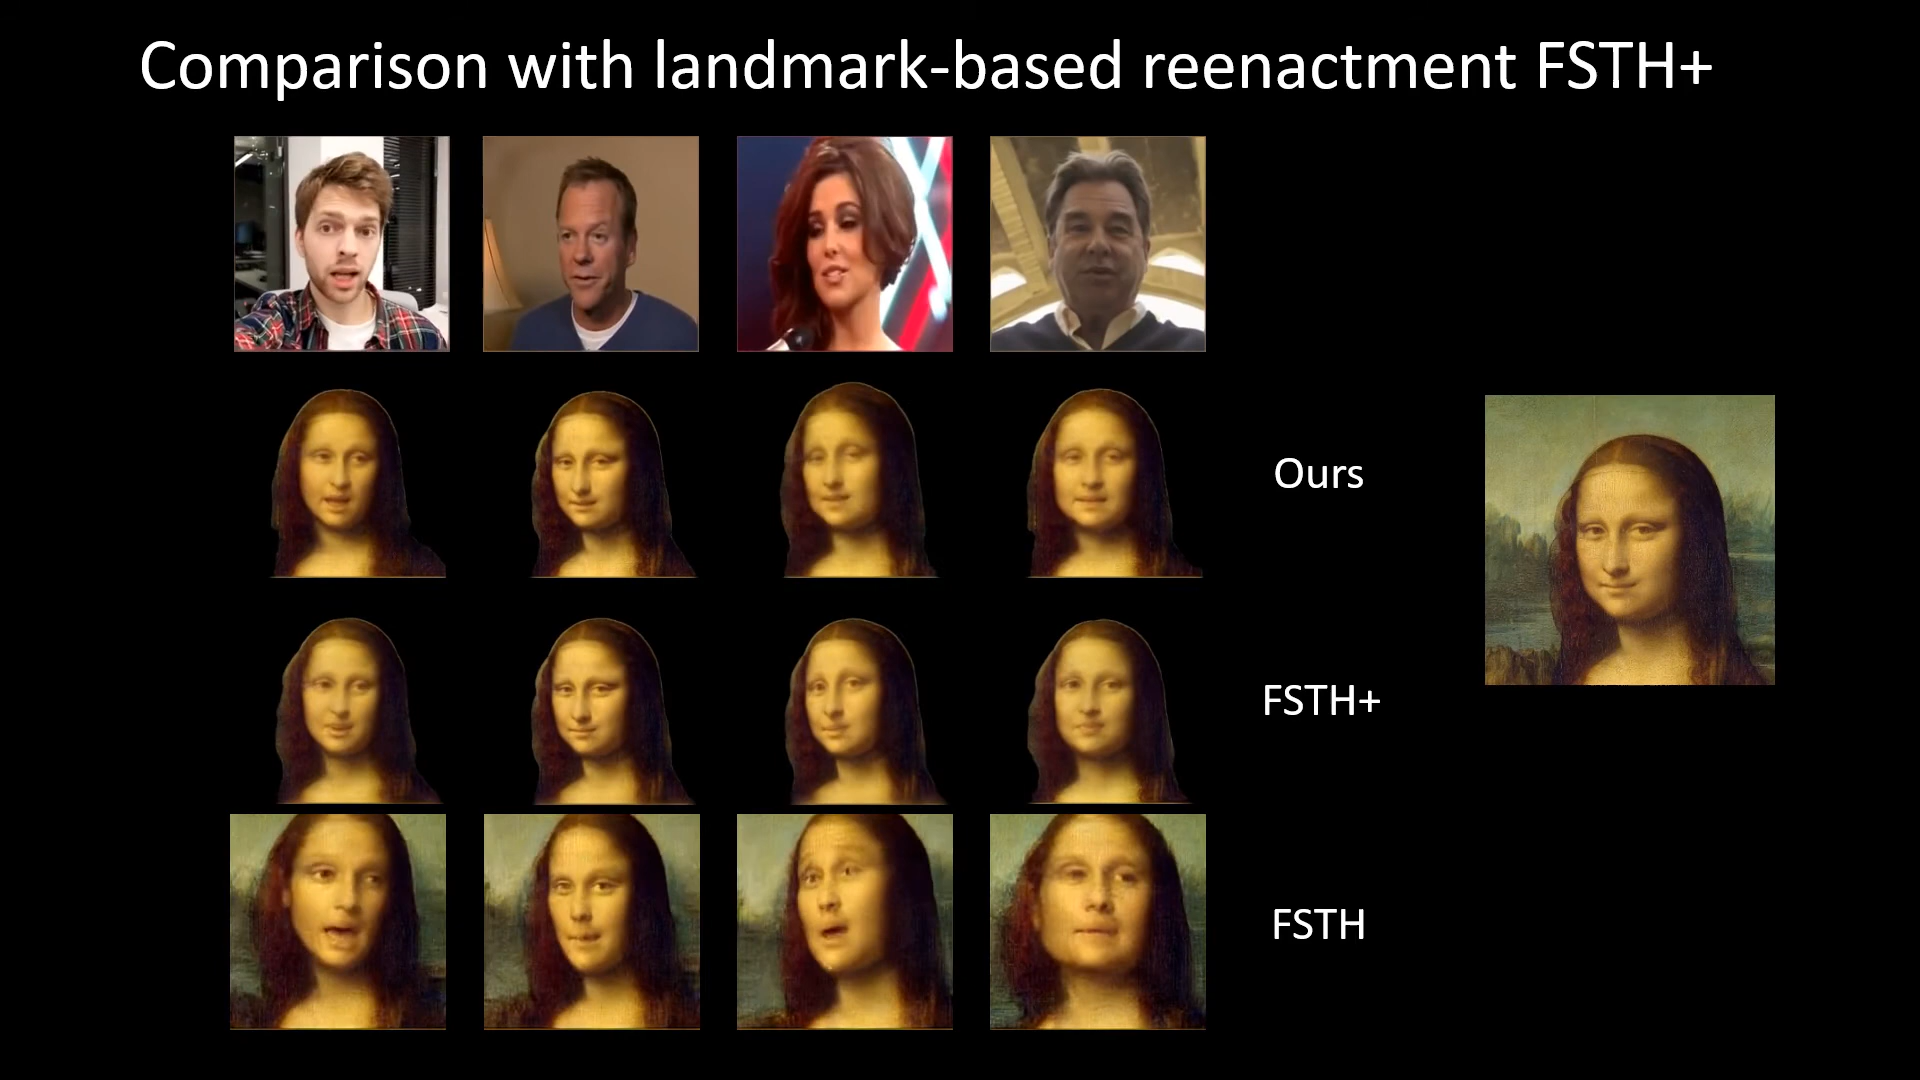 Comparison with landmark-based reenactment FSTH+
Ours
FSTH+
FSTH